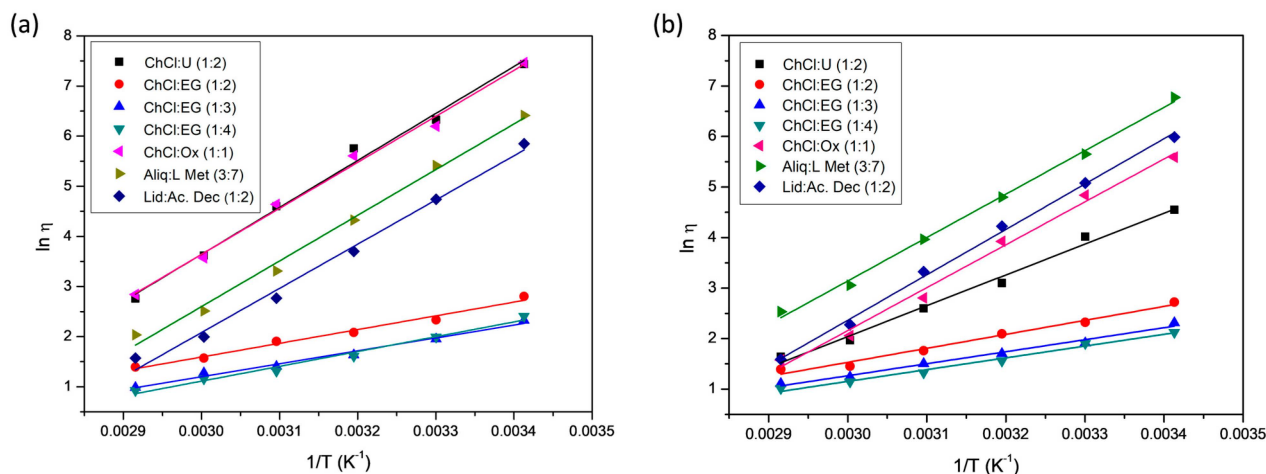 (a)
ChCl:U (1:2)
ChCl:EG (1:2)
ChCl:EG (1:3)
ChCl:EG (1:4)
ChCl:Ox (1:1)
Aliq:L Met (3:7)
Lid:Ac. Dec (1:2)
8
7
6
5
4
3
2
1
ln η
0.0029 0.0030 0.0031 0.0032 0.0033 0.0034 0.0035
1/T (K⁻¹)
(b)
ChCl:U (1:2)
ChCl:EG (1:2)
ChCl:EG (1:3)
ChCl:EG (1:4)
ChCl:Ox (1:1)
Aliq:L Met (3:7)
Lid:Ac. Dec (1:2)
8
7
6
5
4
3
2
1
ln η
0.0029 0.0030 0.0031 0.0032 0.0033 0.0034 0.0035
1/T (K⁻¹)